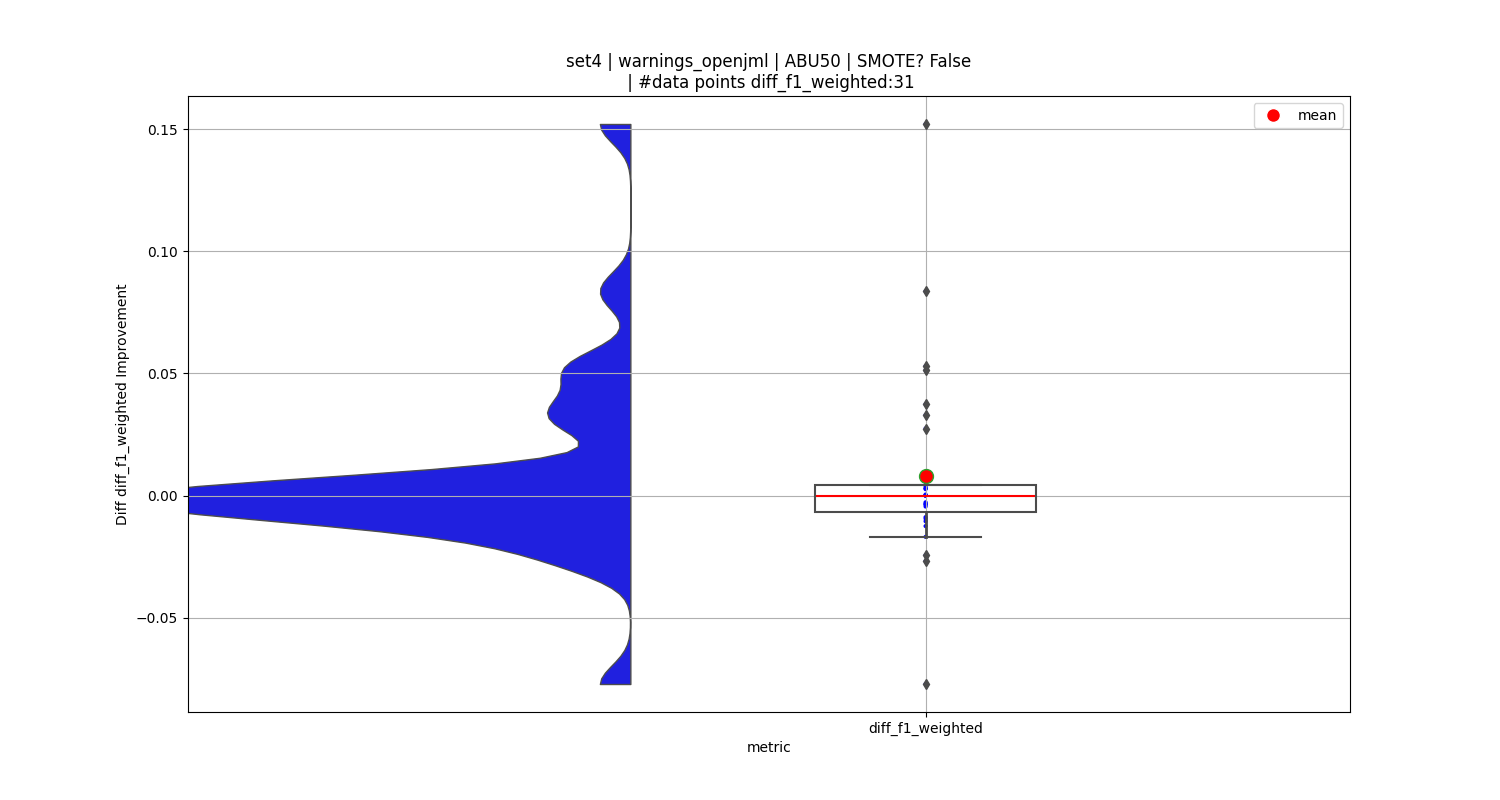 set4 | warnings_openjml | ABU50 | SMOTE? False
| #data points diff_f1_weighted:31
mean
0.15
0.10
0.05
0.00
−0.05
Diff diff_f1_weighted Improvement
diff_f1_weighted
metric